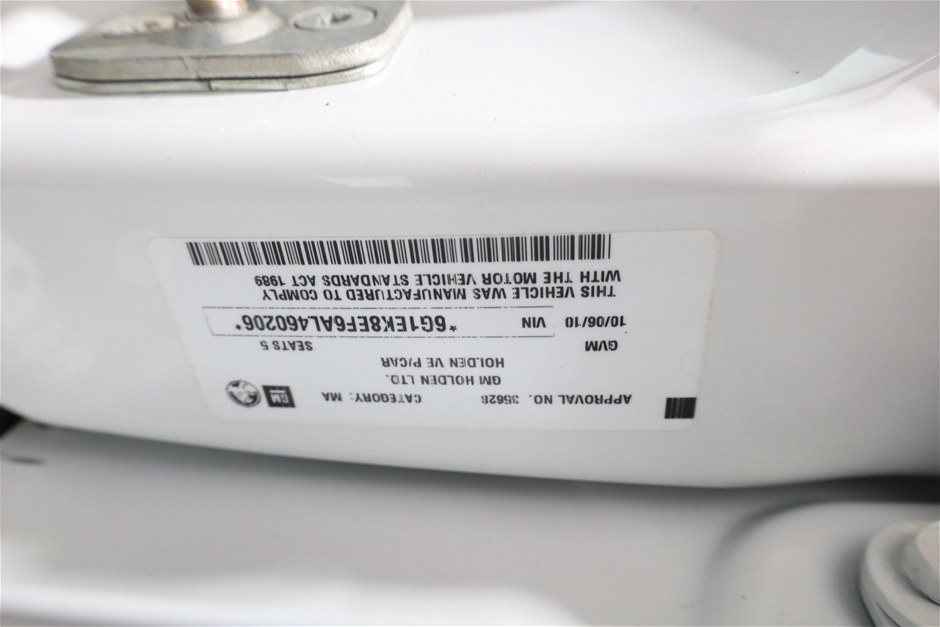 APPROVAL NO. 35628 CATEGORY: MA GM
GM HOLDEN LTD.
HOLDEN VE P/CAR
GVM SEATS 5
10/06/10 VIN *6G1EK8EF6AL460206*
THIS VEHICLE WAS MANUFACTURED TO COMPLY
WITH THE MOTOR VEHICLE STANDARDS ACT 1989